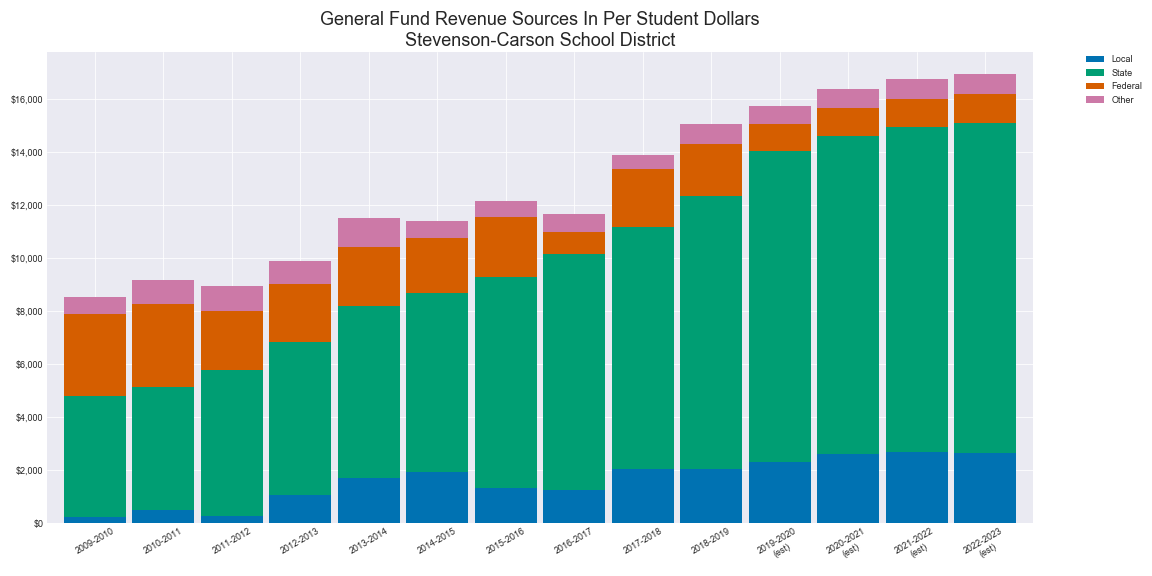 General Fund Revenue Sources In Per Student Dollars
Stevenson-Carson School District
Local
State
Federal
Other
$16,000
$14,000
$12,000
$10,000
$8,000
$6,000
$4,000
$2,000
$0
2009-2010
2010-2011
2011-2012
2012-2013
2013-2014
2014-2015
2015-2016
2016-2017
2017-2018
2018-2019
2019-2020
(est)
2020-2021
(est)
2021-2022
(est)
2022-2023
(est)